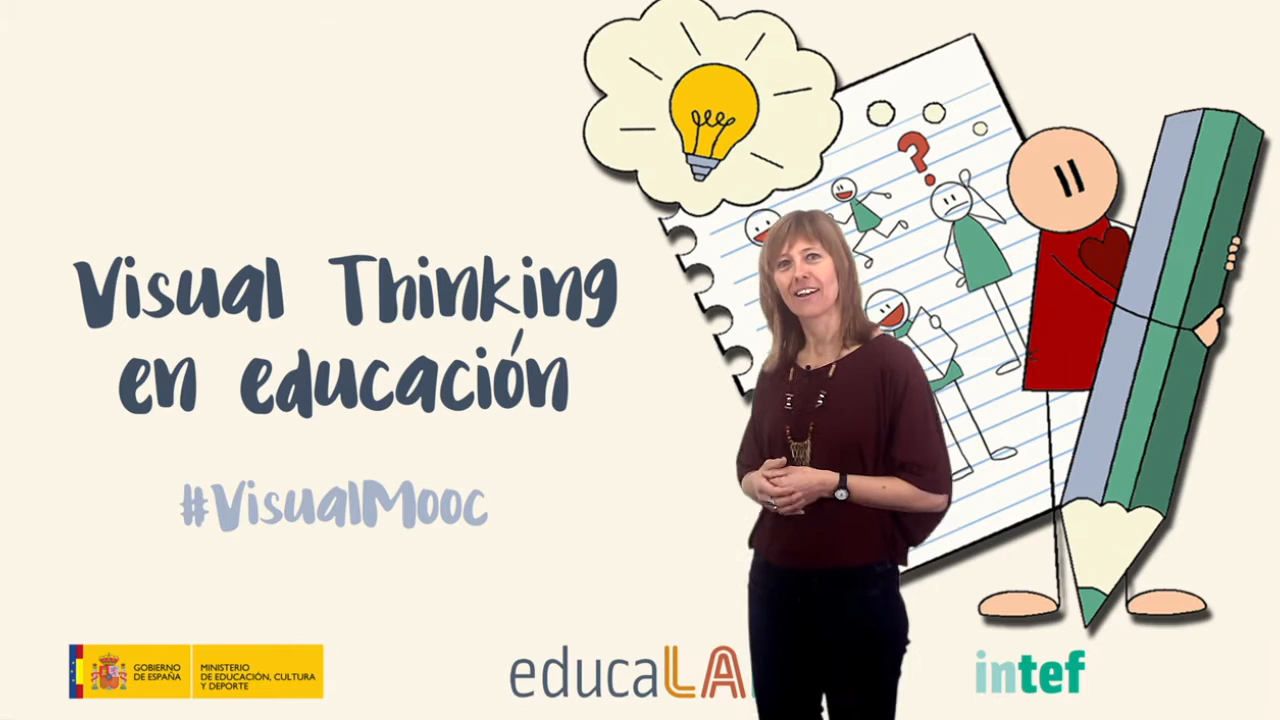 Visual Thinking
en educación
#VisualMooc
?
GOBIERNO
DE ESPAÑA
MINISTERIO
DE EDUCACIÓN, CULTURA
Y DEPORTE
educaLA
intef